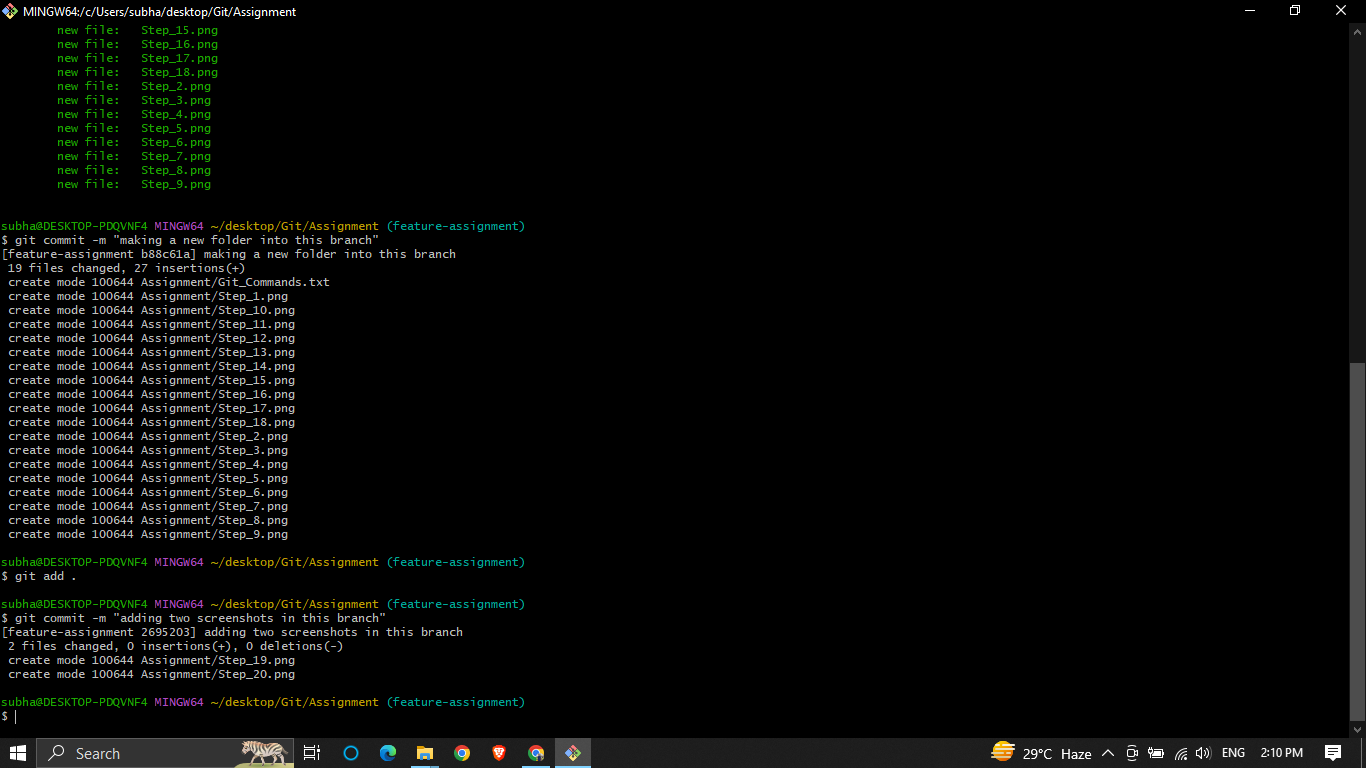 MINGW64:/c/Users/subha/desktop/Git/Assignment
new file:   Step_15.png
new file:   Step_16.png
new file:   Step_17.png
new file:   Step_18.png
new file:   Step_2.png
new file:   Step_3.png
new file:   Step_4.png
new file:   Step_5.png
new file:   Step_6.png
new file:   Step_7.png
new file:   Step_8.png
new file:   Step_9.png
subha@DESKTOP-PDQVNF4 MINGW64 ~/desktop/Git/Assignment (feature-assignment)
$ git commit -m "making a new folder into this branch"
[feature-assignment b88c61a] making a new folder into this branch
19 files changed, 27 insertions(+)
create mode 100644 Assignment/Git_Commands.txt
create mode 100644 Assignment/Step_1.png
create mode 100644 Assignment/Step_10.png
create mode 100644 Assignment/Step_11.png
create mode 100644 Assignment/Step_12.png
create mode 100644 Assignment/Step_13.png
create mode 100644 Assignment/Step_14.png
create mode 100644 Assignment/Step_15.png
create mode 100644 Assignment/Step_16.png
create mode 100644 Assignment/Step_17.png
create mode 100644 Assignment/Step_18.png
create mode 100644 Assignment/Step_2.png
create mode 100644 Assignment/Step_3.png
create mode 100644 Assignment/Step_4.png
create mode 100644 Assignment/Step_5.png
create mode 100644 Assignment/Step_6.png
create mode 100644 Assignment/Step_7.png
create mode 100644 Assignment/Step_8.png
create mode 100644 Assignment/Step_9.png
subha@DESKTOP-PDQVNF4 MINGW64 ~/desktop/Git/Assignment (feature-assignment)
$ git add .
subha@DESKTOP-PDQVNF4 MINGW64 ~/desktop/Git/Assignment (feature-assignment)
$ git commit -m "adding two screenshots in this branch"
[feature-assignment 2695203] adding two screenshots in this branch
2 files changed, 0 insertions(+), 0 deletions(-)
create mode 100644 Assignment/Step_19.png
create mode 100644 Assignment/Step_20.png
subha@DESKTOP-PDQVNF4 MINGW64 ~/desktop/Git/Assignment (feature-assignment)
$
Search
29°C Haze
ENG
2:10 PM